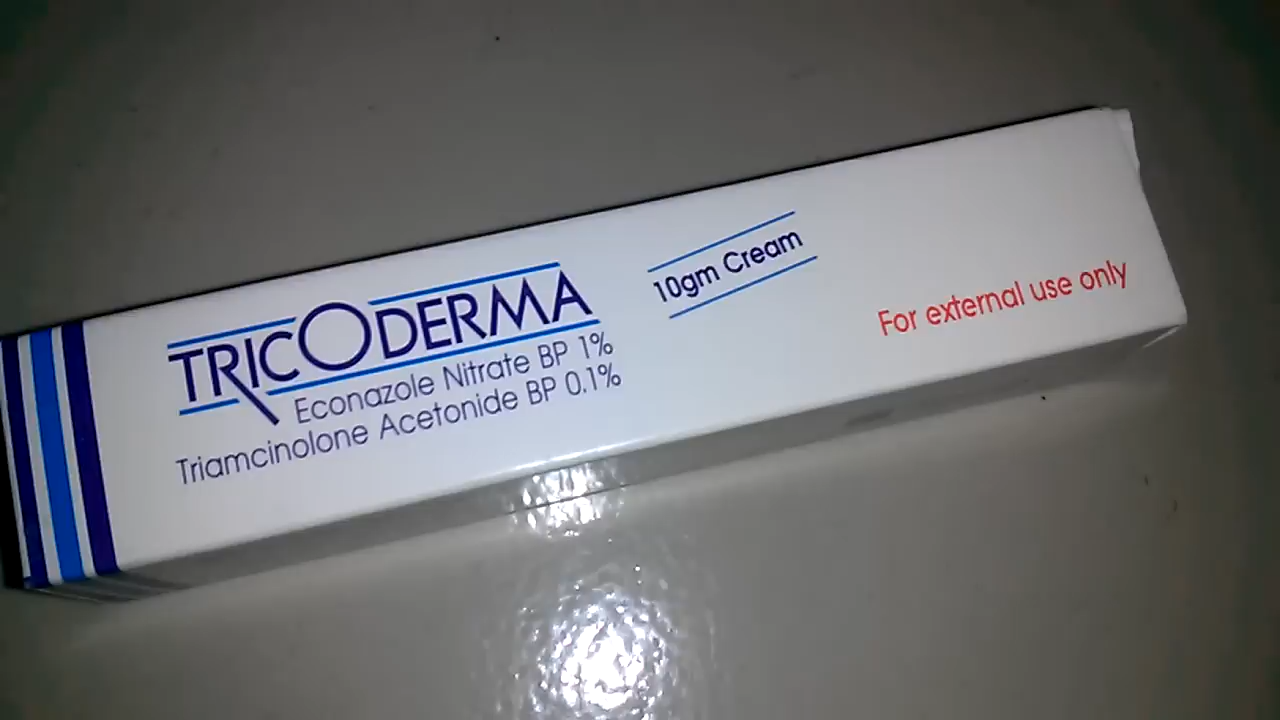 TRICODERMA
Econazole Nitrate BP 1%
Triamcinolone Acetonide BP 0.1%
10gm Cream
For external use only